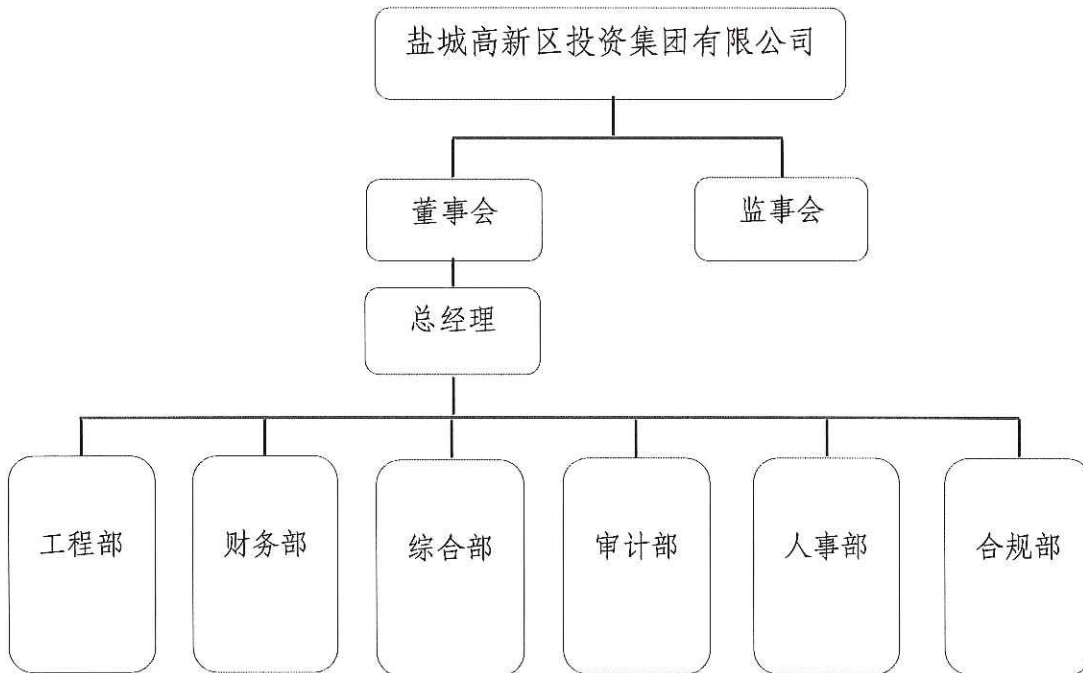 盐城高新区投资集团有限公司
董事会
监事会
总经理
工程部
财务部
综合部
审计部
人事部
合规部